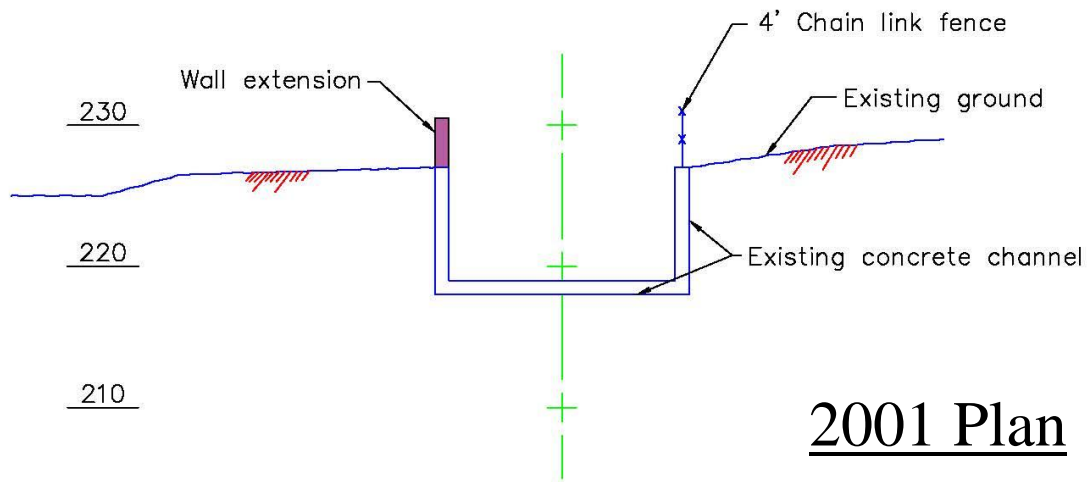 4' Chain link fence
Wall extension
Existing ground
230
220
Existing concrete channel
210
2001 Plan